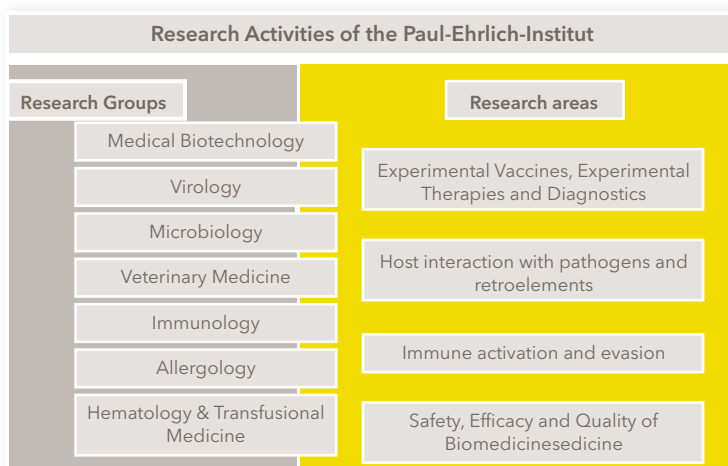 Research Activities of the Paul-Ehrlich-Institut
Research Groups
Medical Biotechnology
Virology
Microbiology
Veterinary Medicine
Immunology
Allergology
Hematology & Transfusional
Medicine
Research areas
Experimental Vaccines, Experimental
Therapies and Diagnostics
Host interaction with pathogens and
retroelements
Immune activation and evasion
Safety, Efficacy and Quality of
Biomedicinesedicine